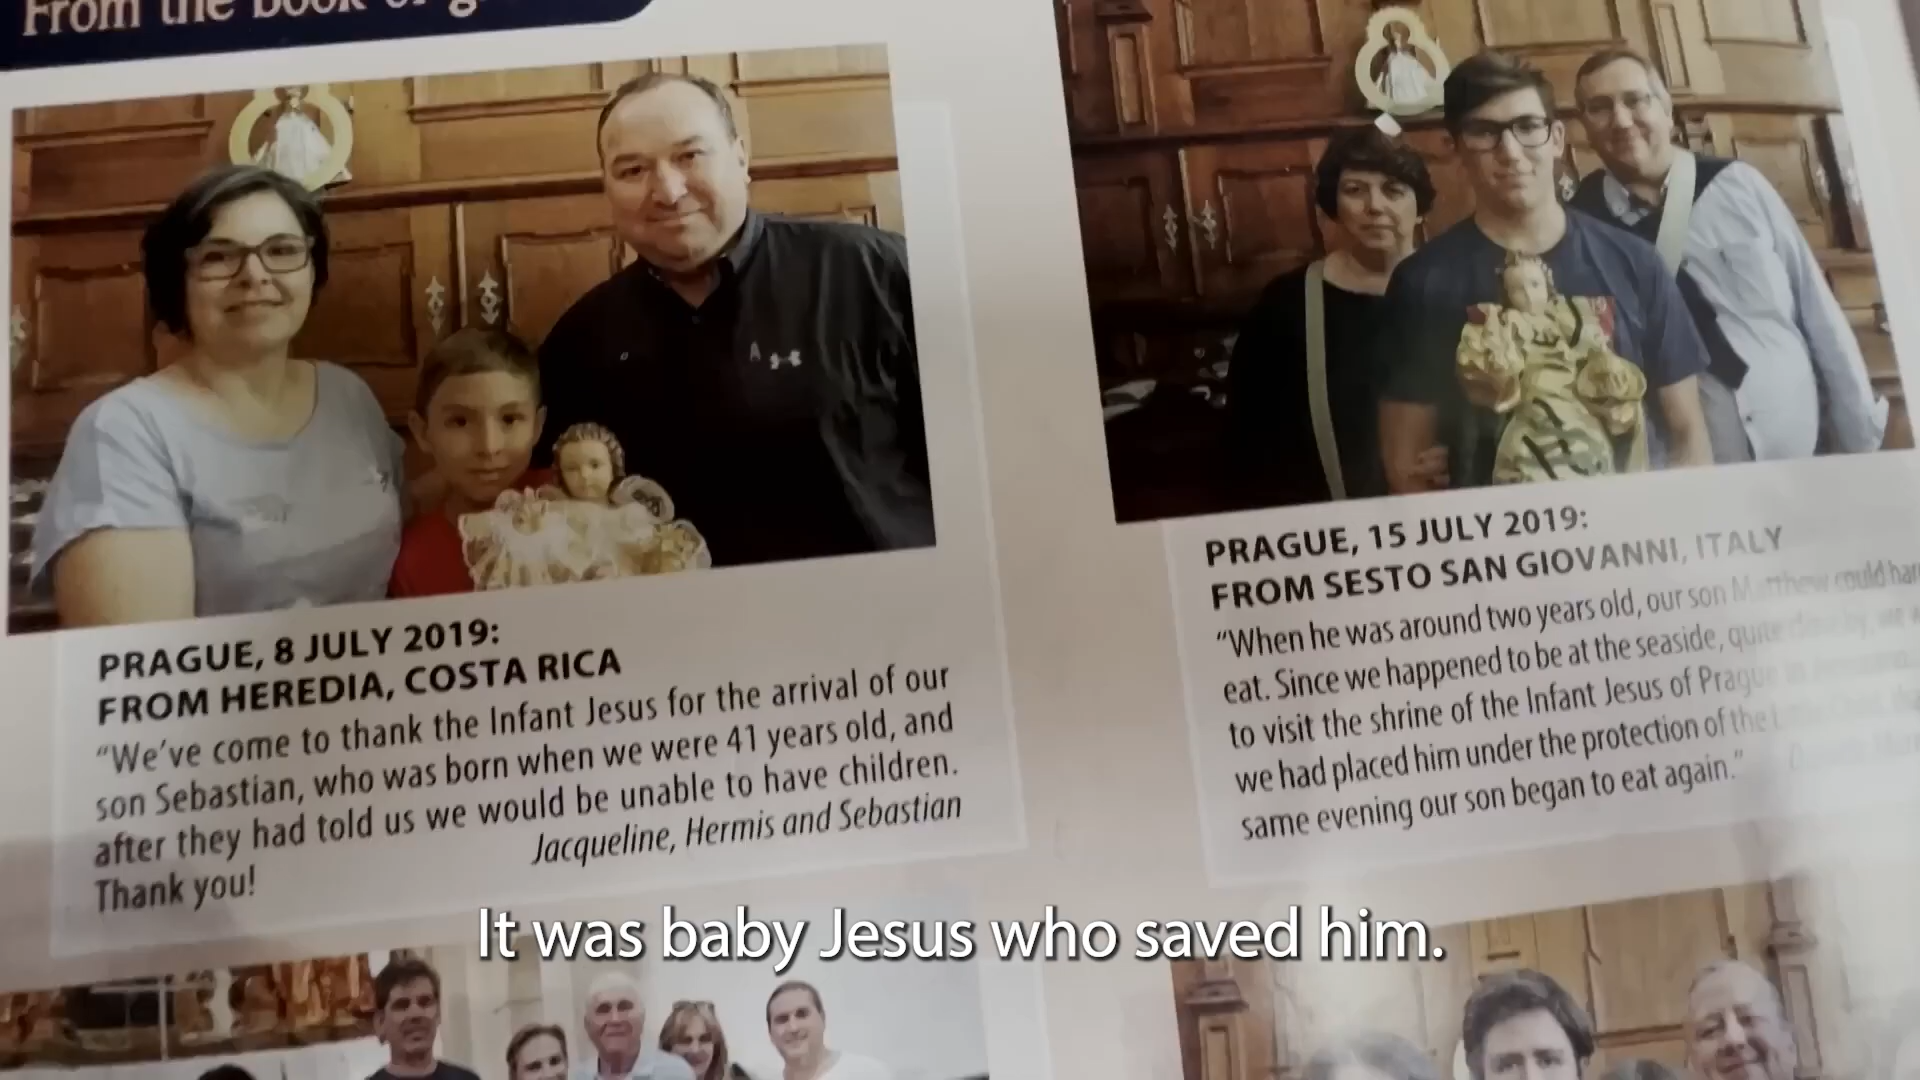 From the book of g
PRAGUE, 8 JULY 2019:
FROM HEREDIA, COSTA RICA
“We’ve come to thank the Infant Jesus for the arrival of our
son Sebastian, who was born when we were 41 years old, and
after they had told us we would be unable to have children.
Thank you!
Jacqueline, Hermis and Sebastian
PRAGUE, 15 JULY 2019:
FROM SESTO SAN GIOVANNI, ITALY
“When he was around two years old, our son Matthew could
eat. Since we happened to be at the seaside, quite
to visit the shrine of the Infant Jesus of Prague
we had placed him under the protection of the
same evening our son began to eat again.”
It was baby Jesus who saved him.